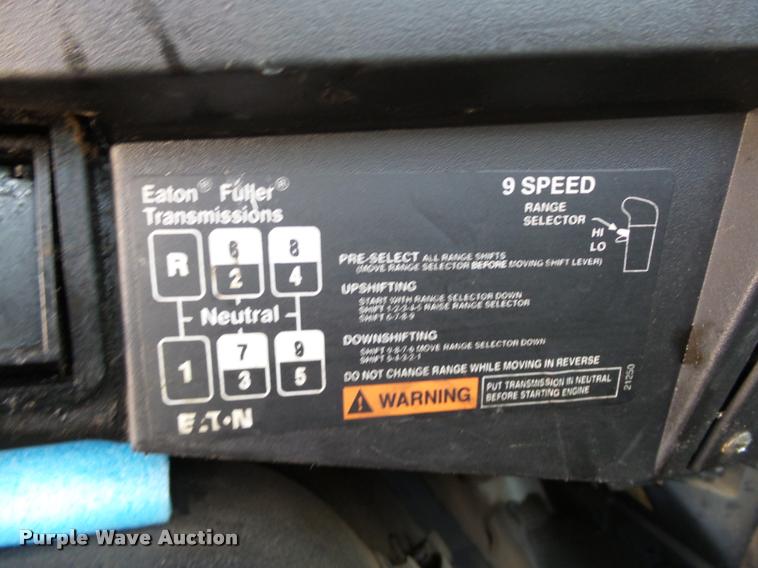 Eaton® Fuller®
Transmissions
9 SPEED
RANGE
SELECTOR
HI
LO
R
6
2
8
4
Neutral
1
7
3
9
5
EATON
PRE-SELECT ALL RANGE SHIFTS
(MOVE RANGE SELECTOR BEFORE MOVING SHIFT LEVER)
UPSHIFTING
START WITH RANGE SELECTOR DOWN
SHIFT 1-2-3-4-5 RAISE RANGE SELECTOR
SHIFT 6-7-8-9
DOWNSHIFTING
SHIFT 9-8-7-6 MOVE RANGE SELECTOR DOWN
SHIFT 5-4-3-2-1
DO NOT CHANGE RANGE WHILE MOVING IN REVERSE
WARNING
PUT TRANSMISSION IN NEUTRAL
BEFORE STARTING ENGINE
21250
Purple Wave Auction